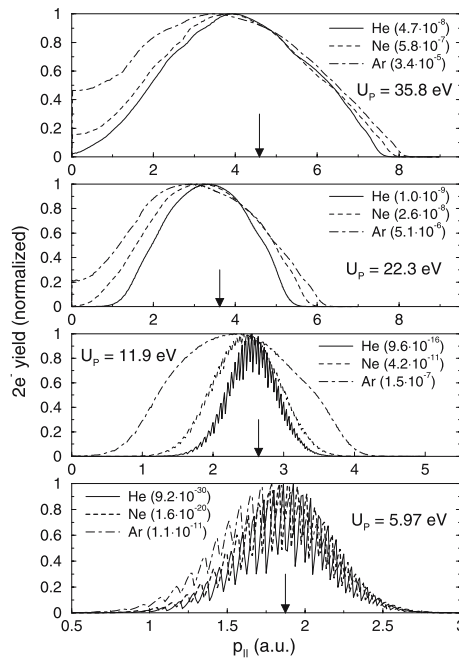 1
0.8
0.6
0.4
0.2
0
He (4.7·10⁻⁸)
Ne (5.8·10⁻⁷)
Ar (3.4·10⁻⁵)
U_P = 35.8 eV
0 2 4 6 8
1
0.8
0.6
0.4
0.2
0
He (1.0·10⁻⁹)
Ne (2.6·10⁻⁸)
Ar (5.1·10⁻⁶)
U_P = 22.3 eV
0 2 4 6 8
2e⁻ yield (normalized)
1
0.8
0.6
0.4
0.2
0
U_P = 11.9 eV
He (9.6·10⁻¹⁶)
Ne (4.2·10⁻¹¹)
Ar (1.5·10⁻⁷)
0 1 2 3 4 5
1
0.8
0.6
0.4
0.2
0
He (9.2·10⁻³⁰)
Ne (1.6·10⁻²⁰)
Ar (1.1·10⁻¹¹)
U_P = 5.97 eV
0.5 1 1.5 2 2.5 3
p_|| (a.u.)